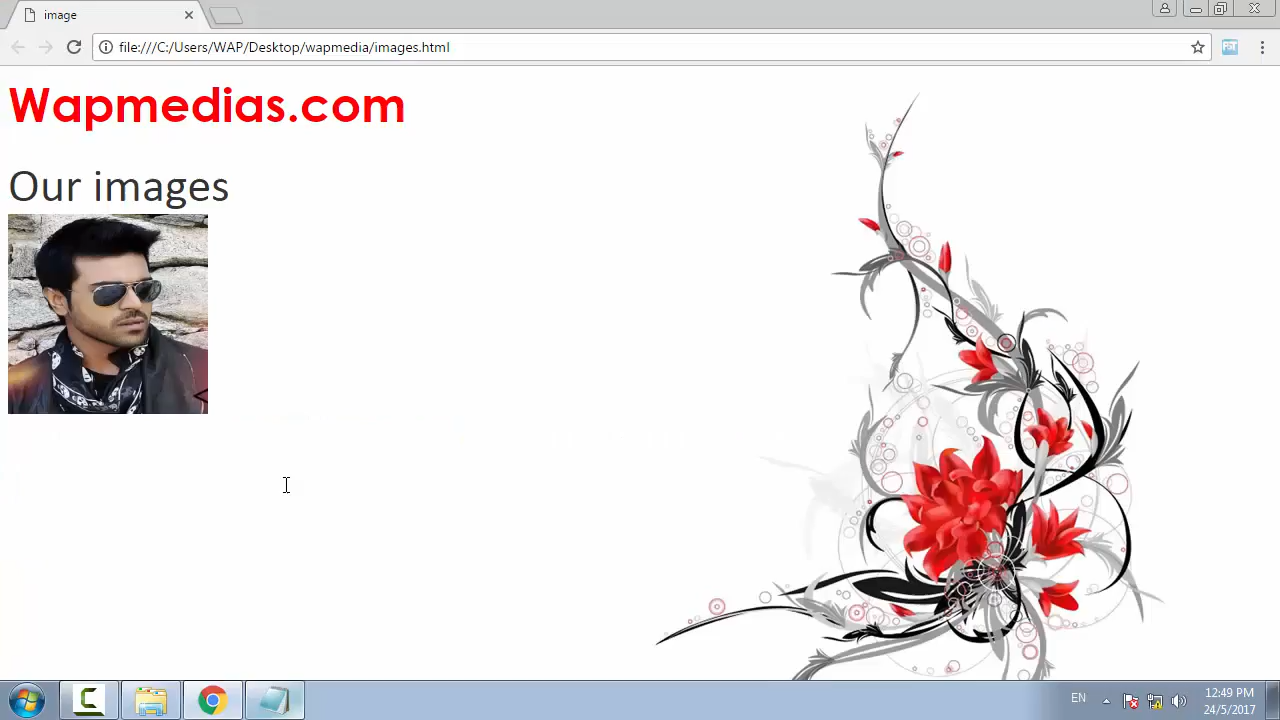 image
file:///C:/Users/WAP/Desktop/wapmedia/images.html
Wapmedias.com
Our images
EN
12:49 PM
24/5/2017